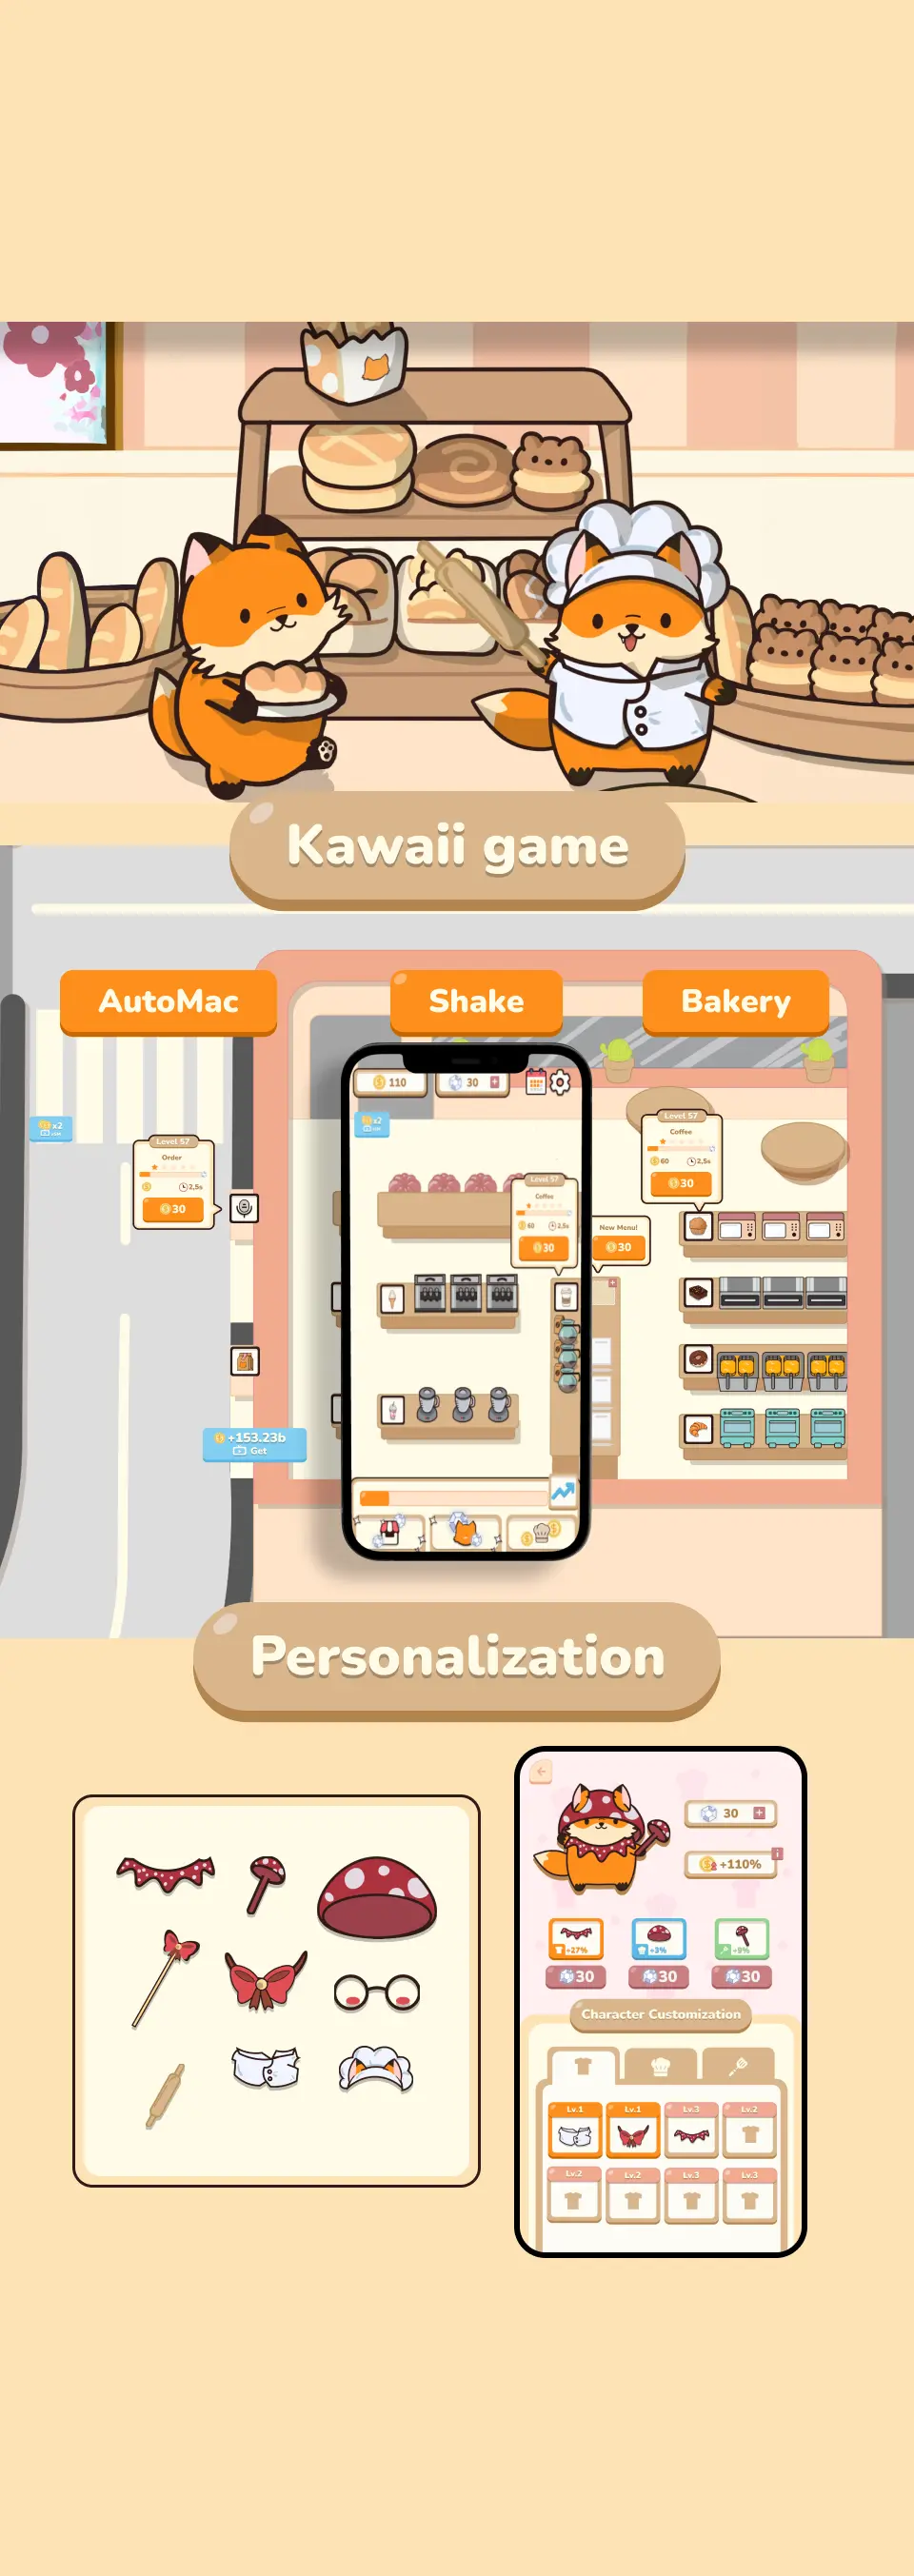 Kawaii game
AutoMac
Shake
Bakery
110
30
x2
x2
Level 57
Order
2,5s
30
Level 57
Coffee
60
2,5s
30
Level 57
Coffee
60
2,5s
30
New Menu!
30
+153.23b
Get
Personalization
30
+110%
+27%
+3%
+9%
30
30
30
Character Customization
Lv.1
Lv.1
Lv.3
Lv.2
Lv.2
Lv.2
Lv.3
Lv.3